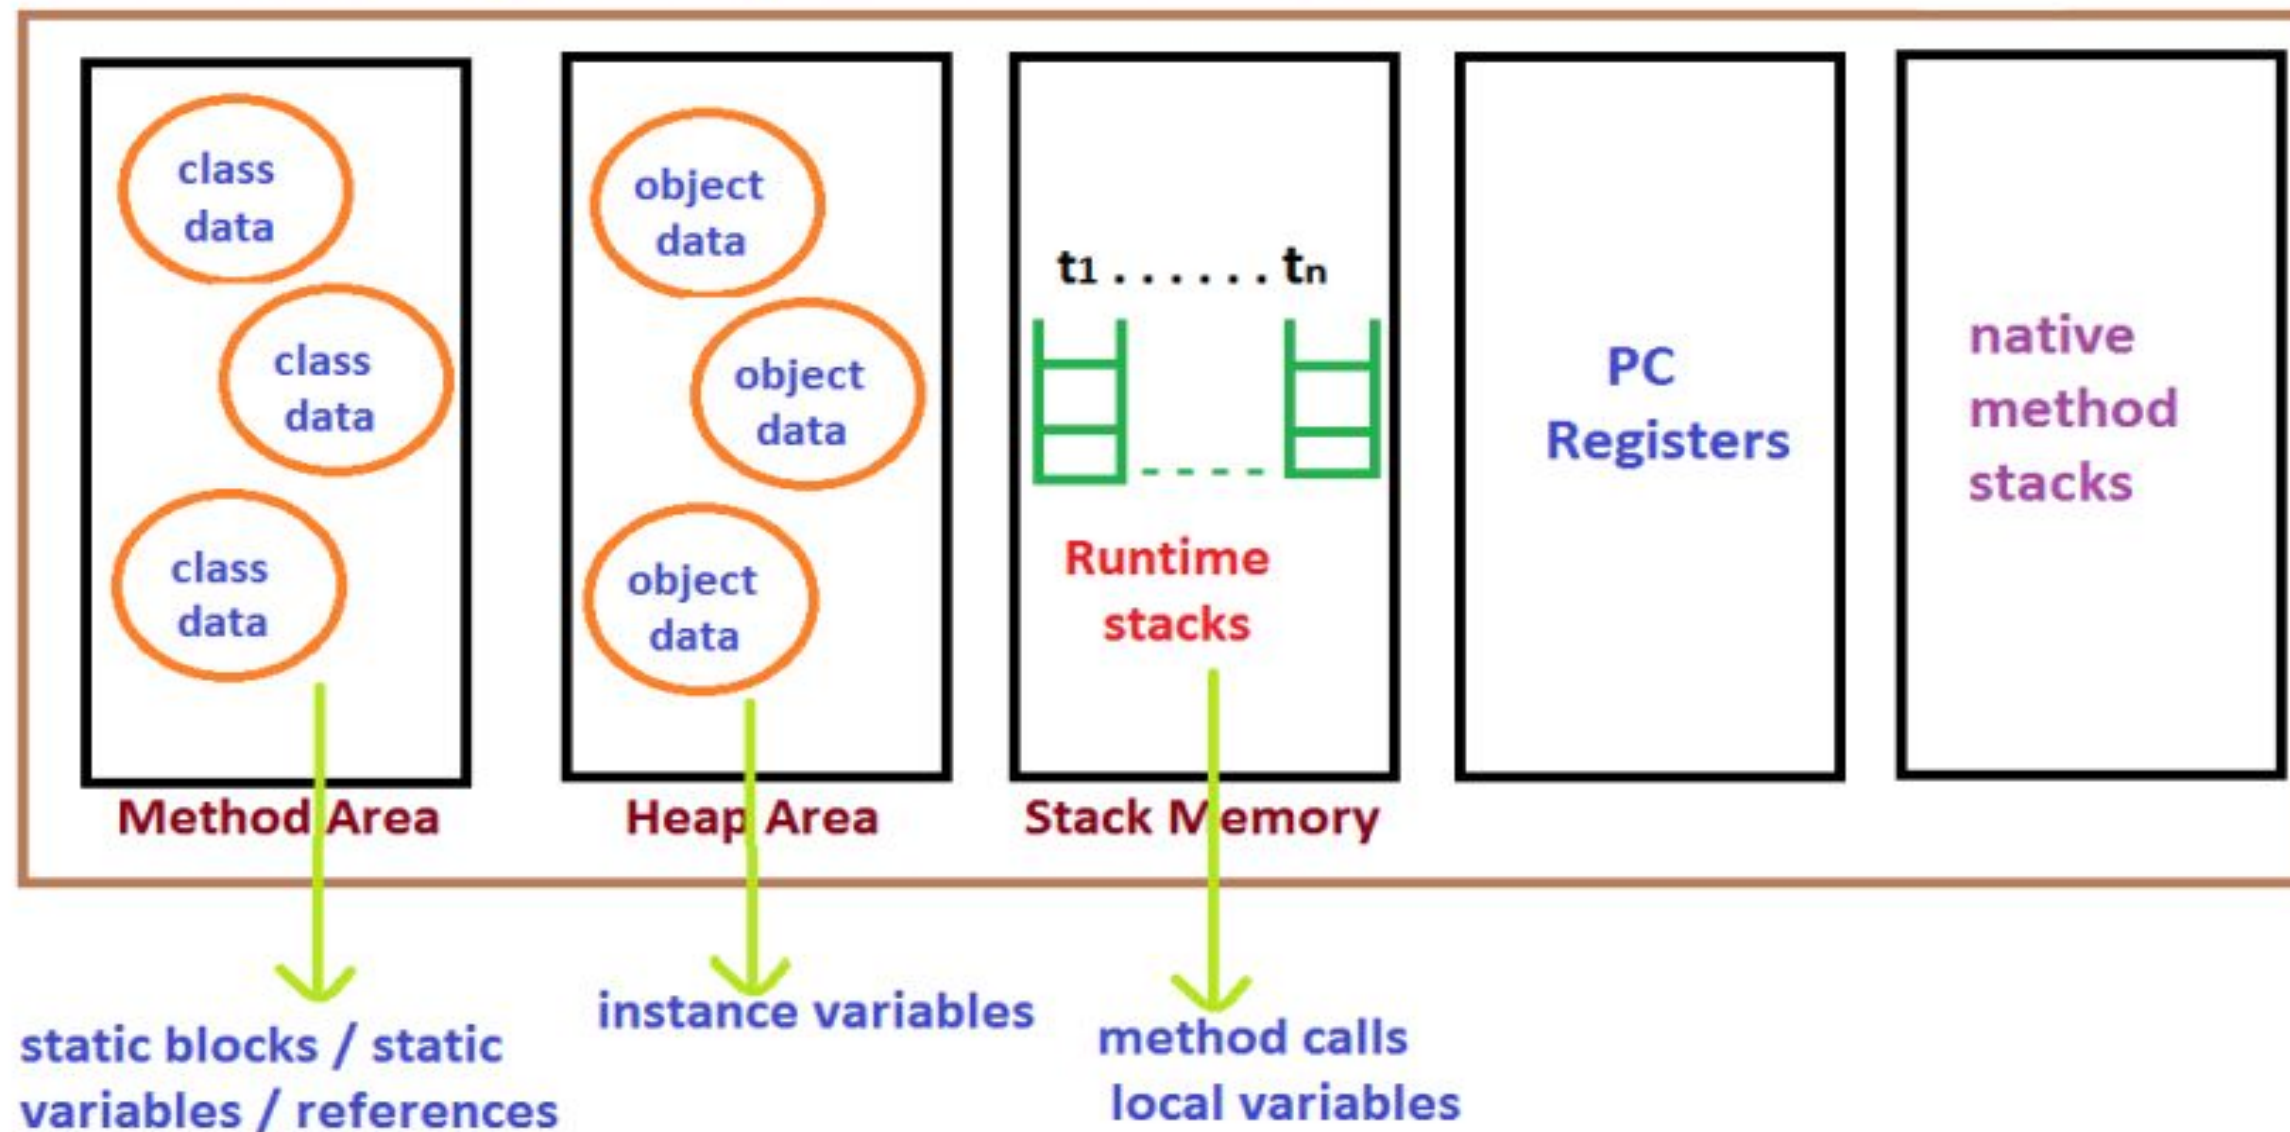 class
data
class
data
class
data
Method Area
object
data
object
data
object
data
Heap Area
t1 . . . . . . tn
Runtime
stacks
Stack Memory
PC
Registers
native
method
stacks
static blocks / static
variables / references
instance variables
method calls
local variables